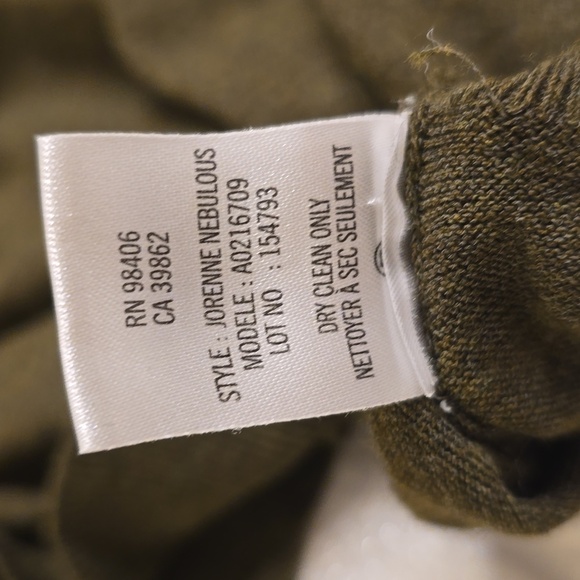 RN 98406
CA 39862
STYLE : JORENNE NEBULOUS
MODELE : A0216709
LOT NO : 154793
DRY CLEAN ONLY
NETTOYER À SEC SEULEMENT